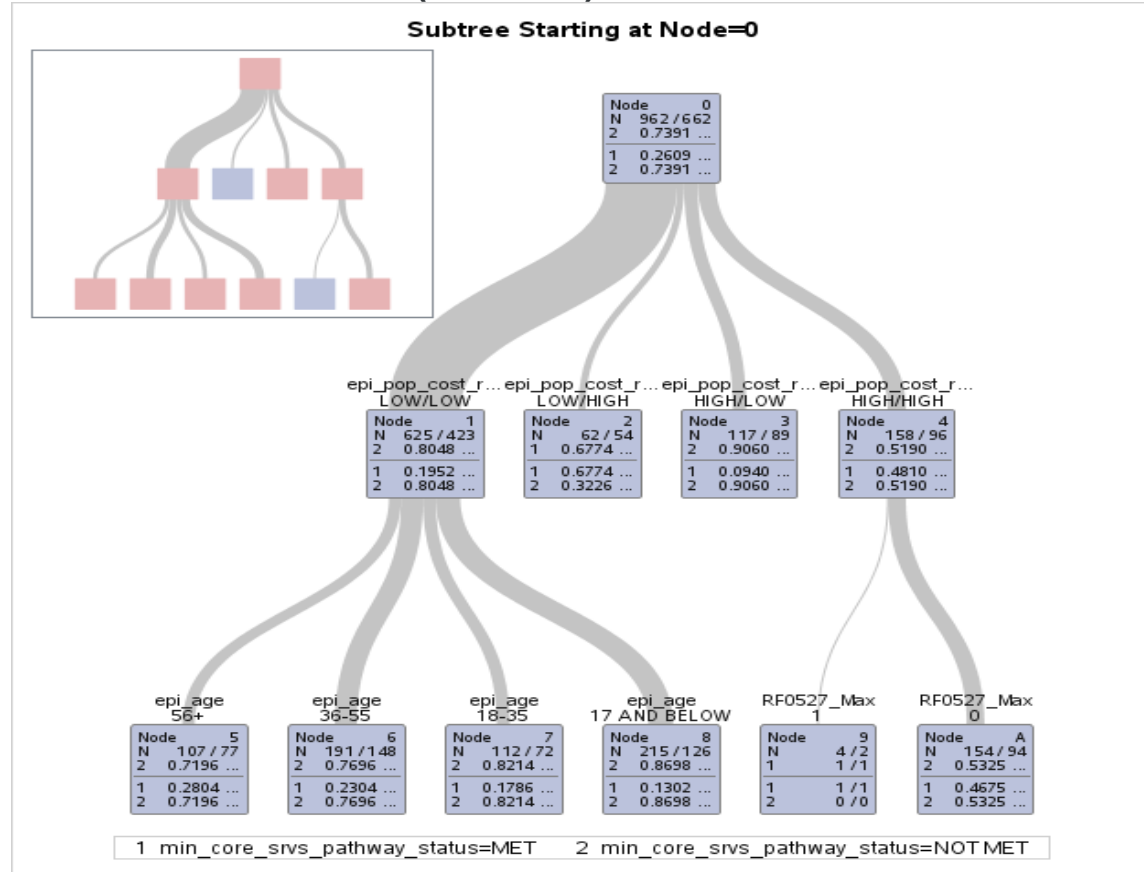 Subtree Starting at Node=0
Node 0
N 962/662
2 0.7391 ...
1 0.2609 ...
2 0.7391 ...
epi_pop_cost_r... epi_pop_cost_r... epi_pop_cost_r... epi_pop_cost_r...
LOW/LOW LOW/HIGH HIGH/LOW HIGH/HIGH
Node 1 Node 2 Node 3 Node 4
N 625/423 N 62/54 N 117/89 N 158/96
2 0.8048 ... 1 0.6774 ... 2 0.9060 ... 2 0.5190 ...
1 0.1952 ... 1 0.6774 ... 1 0.0940 ... 1 0.4810 ...
2 0.8048 ... 2 0.3226 ... 2 0.9060 ... 2 0.5190 ...
epi_age epi_age epi_age epi_age RF0527_Max RF0527_Max
56+ 36-55 18-35 17 AND BELOW 1 0
Node 5 Node 6 Node 7 Node 8 Node 9 Node A
N 107/77 N 191/148 N 112/72 N 215/126 N 4/2 N 154/94
2 0.7196 ... 2 0.7696 ... 2 0.8214 ... 2 0.8698 ... 1 1/1 2 0.5325 ...
1 0.2804 ... 1 0.2304 ... 1 0.1786 ... 1 0.1302 ... 1 1/1 1 0.4675 ...
2 0.7196 ... 2 0.7696 ... 2 0.8214 ... 2 0.8698 ... 2 0/0 2 0.5325 ...
1 min_core_srvs_pathway_status=MET 2 min_core_srvs_pathway_status=NOT MET